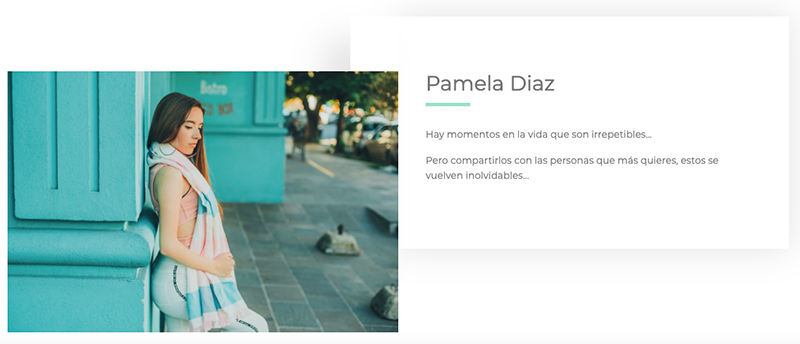 Bistro
Pamela Diaz
Hay momentos en la vida que son irrepetibles...
Pero compartirlos con las personas que más quieres, estos se
vuelven inolvidables...